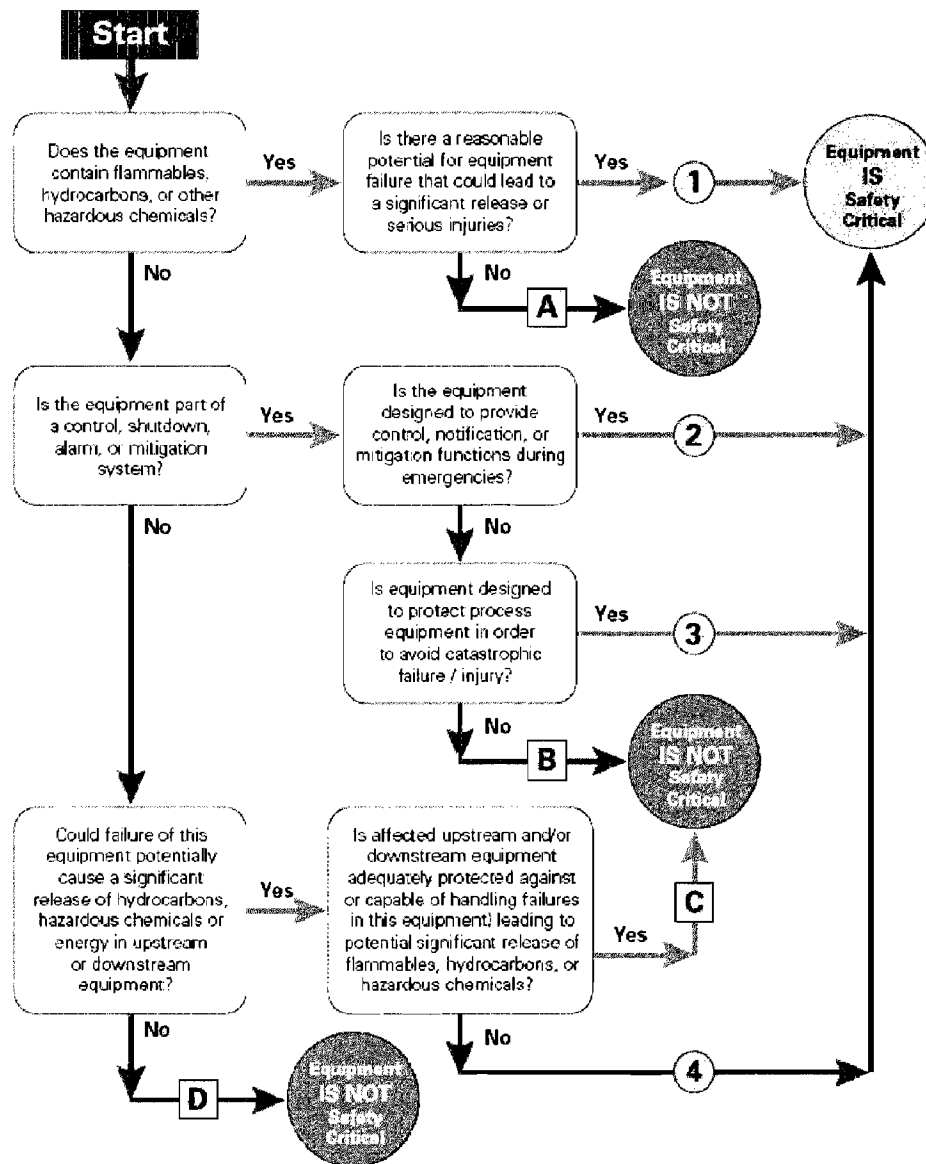 Start
Does the equipment
contain flammables,
hydrocarbons, or other
hazardous chemicals?
Yes
Is there a reasonable
potential for equipment
failure that could lead to
a significant release or
serious injuries?
Yes
1
Equipment
IS
Safety
Critical
No
No
A
Equipment
IS NOT
Safety
Critical
Is the equipment part of
a control, shutdown,
alarm, or mitigation
system?
Yes
Is the equipment
designed to provide
control, notification, or
mitigation functions during
emergencies?
Yes
2
No
No
Is equipment designed
to protect process
equipment in order
to avoid catastrophic
failure / injury?
Yes
3
No
B
Equipment
IS NOT
Safety
Critical
Could failure of this
equipment potentially
cause a significant
release of hydrocarbons,
hazardous chemicals or
energy in upstream
or downstream
equipment?
Yes
Is affected upstream and/or
downstream equipment
adequately protected against
or capable of handling failures
in this equipment) leading to
potential significant release of
flammables, hydrocarbons, or
hazardous chemicals?
Yes
C
No
No
4
D
Equipment
IS NOT
Safety
Critical